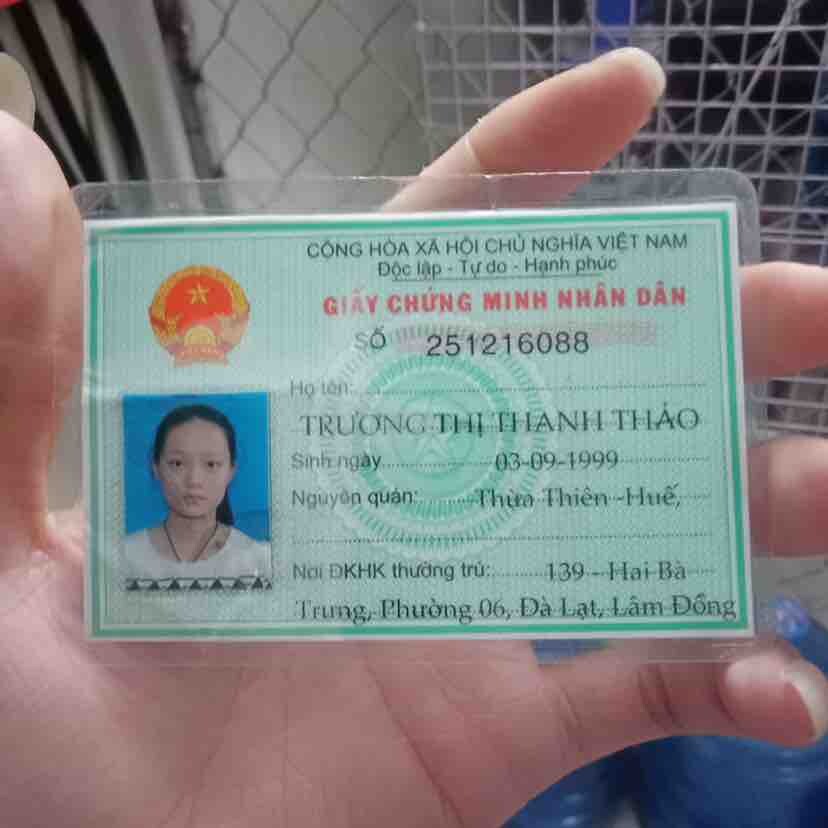 CỘNG HÒA XÃ HỘI CHỦ NGHĨA VIỆT NAM
Độc lập - Tự do - Hạnh phúc
GIẤY CHỨNG MINH NHÂN DÂN
SỐ 251216088
Họ tên:
TRƯƠNG THỊ THANH THẢO
Sinh ngày 03-09-1999
Nguyên quán: Thừa Thiên -Huế,
Nơi ĐKHK thường trú: 139 - Hai Bà
Trưng, Phường 06, Đà Lạt, Lâm Đồng